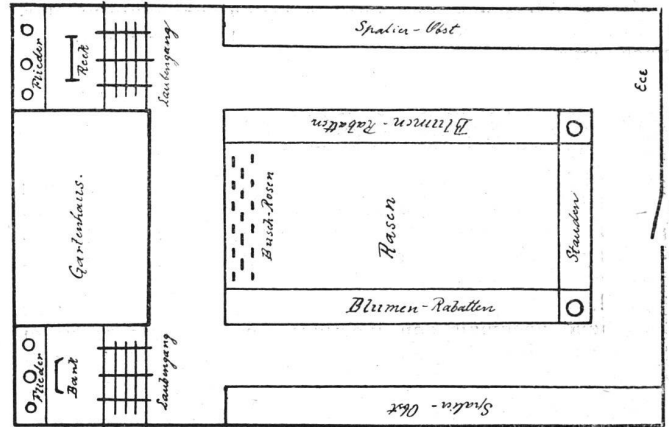 Flieder
Reck
Laubengang
Spalier-Obst
Blumen-Rabatten
Gartenhaus.
Busch-Rosen
Rasen
Stauden
Blumen-Rabatten
Flieder
Bank
Laubengang
Spalier-Obst